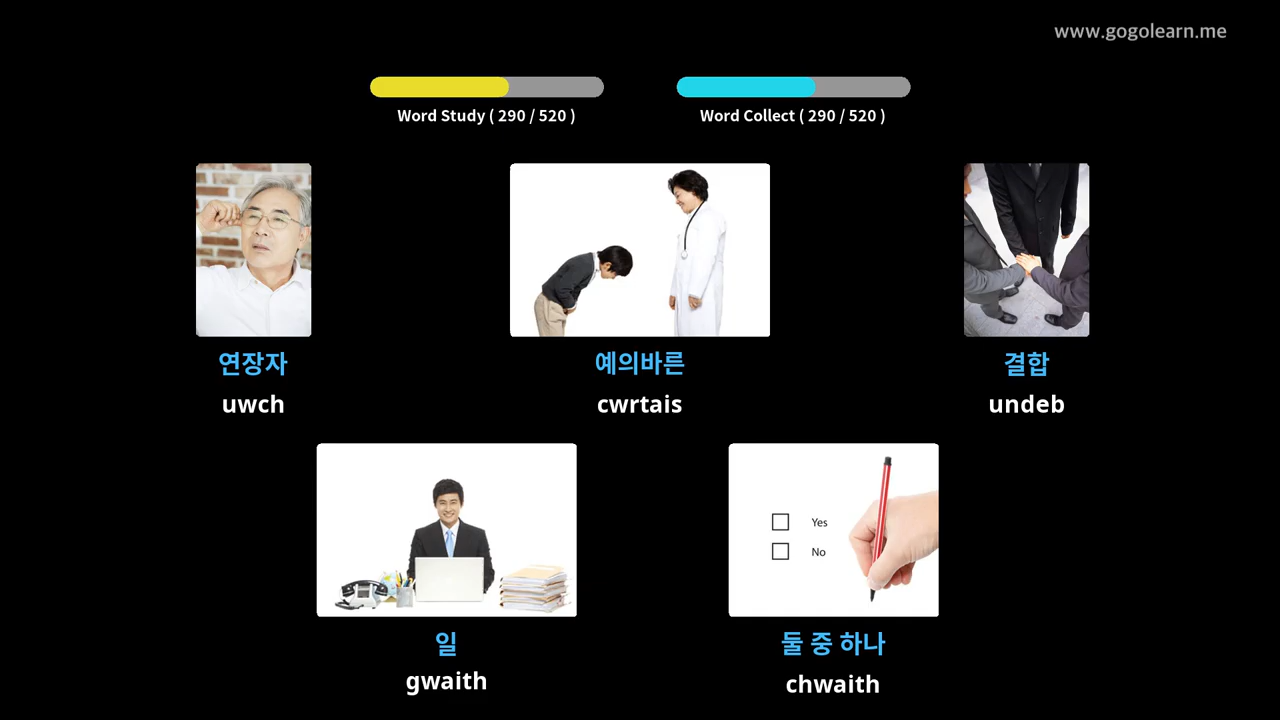 www.gogolearn.me
Word Study ( 290 / 520 )
Word Collect ( 290 / 520 )
연장자
uwch
예의바른
cwrtais
결합
undeb
Yes
No
일
gwaith
둘 중 하나
chwaith